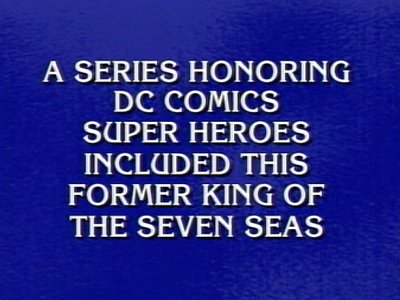 A SERIES HONORING
DC COMICS
SUPER HEROES
INCLUDED THIS
FORMER KING OF
THE SEVEN SEAS